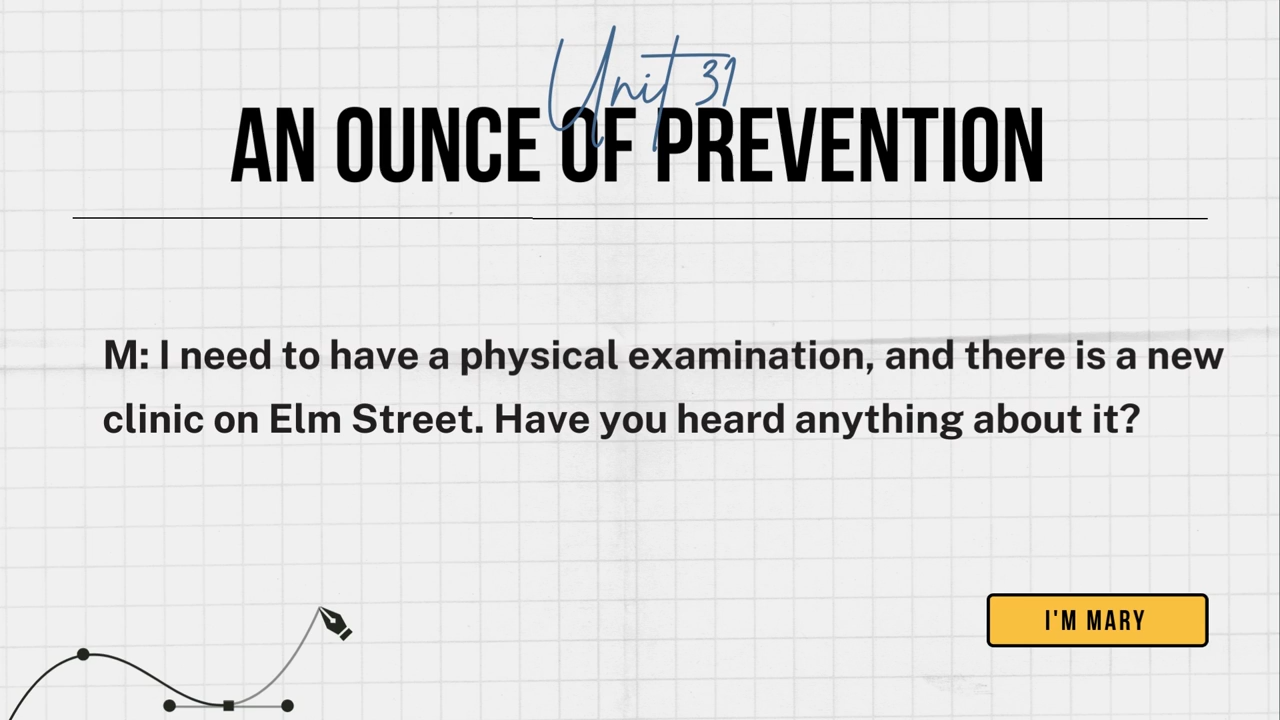 Unit 31
AN OUNCE OF PREVENTION
M: I need to have a physical examination, and there is a new
clinic on Elm Street. Have you heard anything about it?
I'M MARY